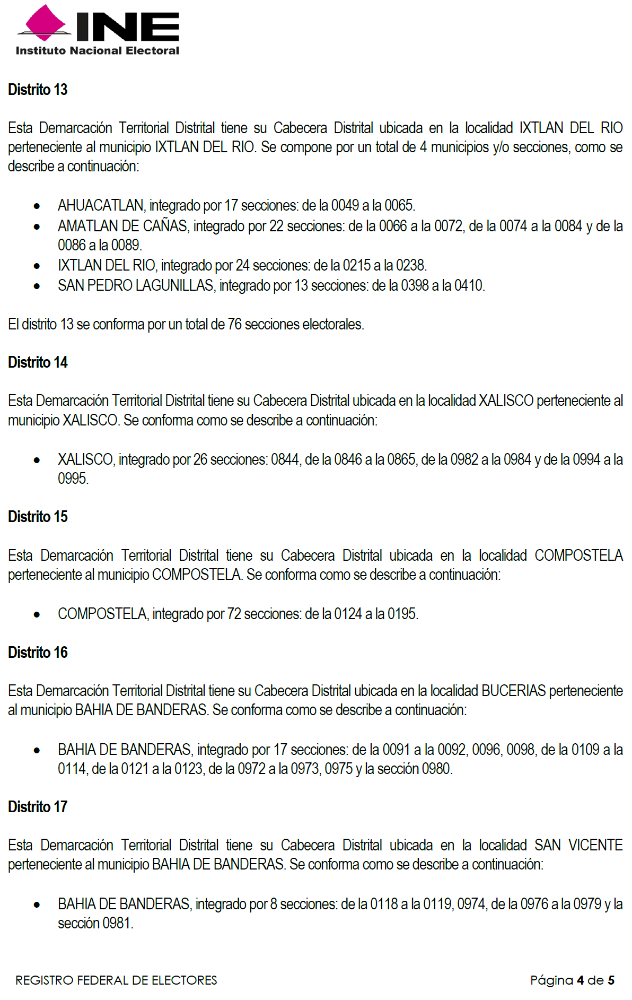 INE
Instituto Nacional Electoral
Distrito 13
Esta Demarcación Territorial Distrital tiene su Cabecera Distrital ubicada en la localidad IXTLAN DEL RIO
perteneciente al municipio IXTLAN DEL RIO. Se compone por un total de 4 municipios y/o secciones, como se
describe a continuación:
• AHUACATLAN, integrado por 17 secciones: de la 0049 a la 0065.
• AMATLAN DE CAÑAS, integrado por 22 secciones: de la 0066 a la 0072, de la 0074 a la 0084 y de la
0086 a la 0089.
• IXTLAN DEL RIO, integrado por 24 secciones: de la 0215 a la 0238.
• SAN PEDRO LAGUNILLAS, integrado por 13 secciones: de la 0398 a la 0410.
El distrito 13 se conforma por un total de 76 secciones electorales.
Distrito 14
Esta Demarcación Territorial Distrital tiene su Cabecera Distrital ubicada en la localidad XALISCO perteneciente al
municipio XALISCO. Se conforma como se describe a continuación:
• XALISCO, integrado por 26 secciones: 0844, de la 0846 a la 0865, de la 0982 a la 0984 y de la 0994 a la
0995.
Distrito 15
Esta Demarcación Territorial Distrital tiene su Cabecera Distrital ubicada en la localidad COMPOSTELA
perteneciente al municipio COMPOSTELA. Se conforma como se describe a continuación:
• COMPOSTELA, integrado por 72 secciones: de la 0124 a la 0195.
Distrito 16
Esta Demarcación Territorial Distrital tiene su Cabecera Distrital ubicada en la localidad BUCERIAS perteneciente
al municipio BAHIA DE BANDERAS. Se conforma como se describe a continuación:
• BAHIA DE BANDERAS, integrado por 17 secciones: de la 0091 a la 0092, 0096, 0098, de la 0109 a la
0114, de la 0121 a la 0123, de la 0972 a la 0973, 0975 y la sección 0980.
Distrito 17
Esta Demarcación Territorial Distrital tiene su Cabecera Distrital ubicada en la localidad SAN VICENTE
perteneciente al municipio BAHIA DE BANDERAS. Se conforma como se describe a continuación:
• BAHIA DE BANDERAS, integrado por 8 secciones: de la 0118 a la 0119, 0974, de la 0976 a la 0979 y la
sección 0981.
REGISTRO FEDERAL DE ELECTORES Página 4 de 5